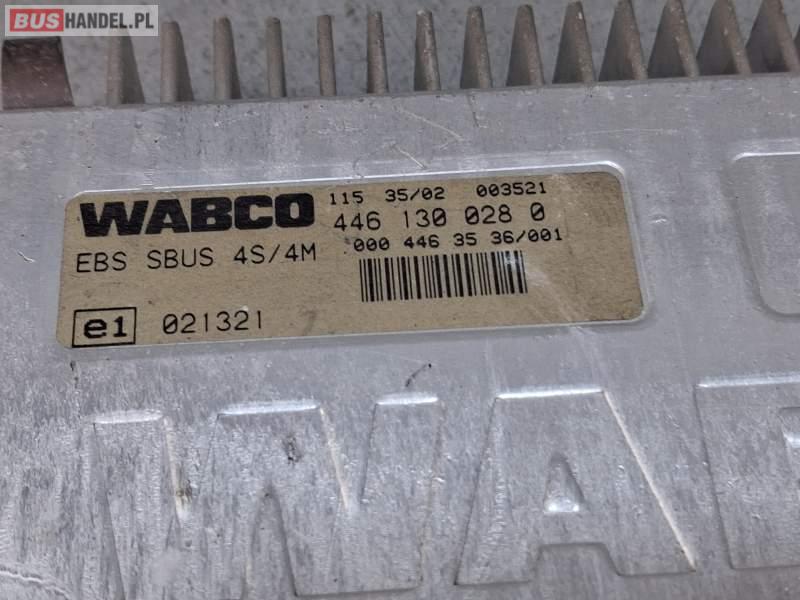 BUSHANDEL.PL
WABCO
115 35/02 003521
446 130 028 0
000 446 35 36/001
EBS SBUS 4S/4M
e1 021321
WAB